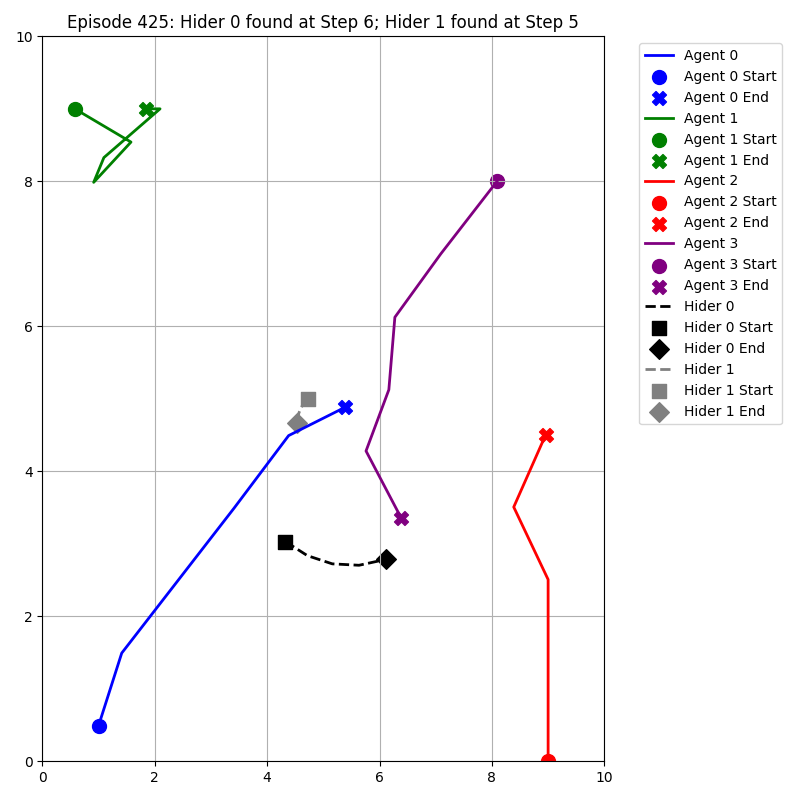 Episode 425: Hider 0 found at Step 6; Hider 1 found at Step 5
10
8
6
4
2
0
0 2 4 6 8 10
Agent 0
Agent 0 Start
Agent 0 End
Agent 1
Agent 1 Start
Agent 1 End
Agent 2
Agent 2 Start
Agent 2 End
Agent 3
Agent 3 Start
Agent 3 End
Hider 0
Hider 0 Start
Hider 0 End
Hider 1
Hider 1 Start
Hider 1 End